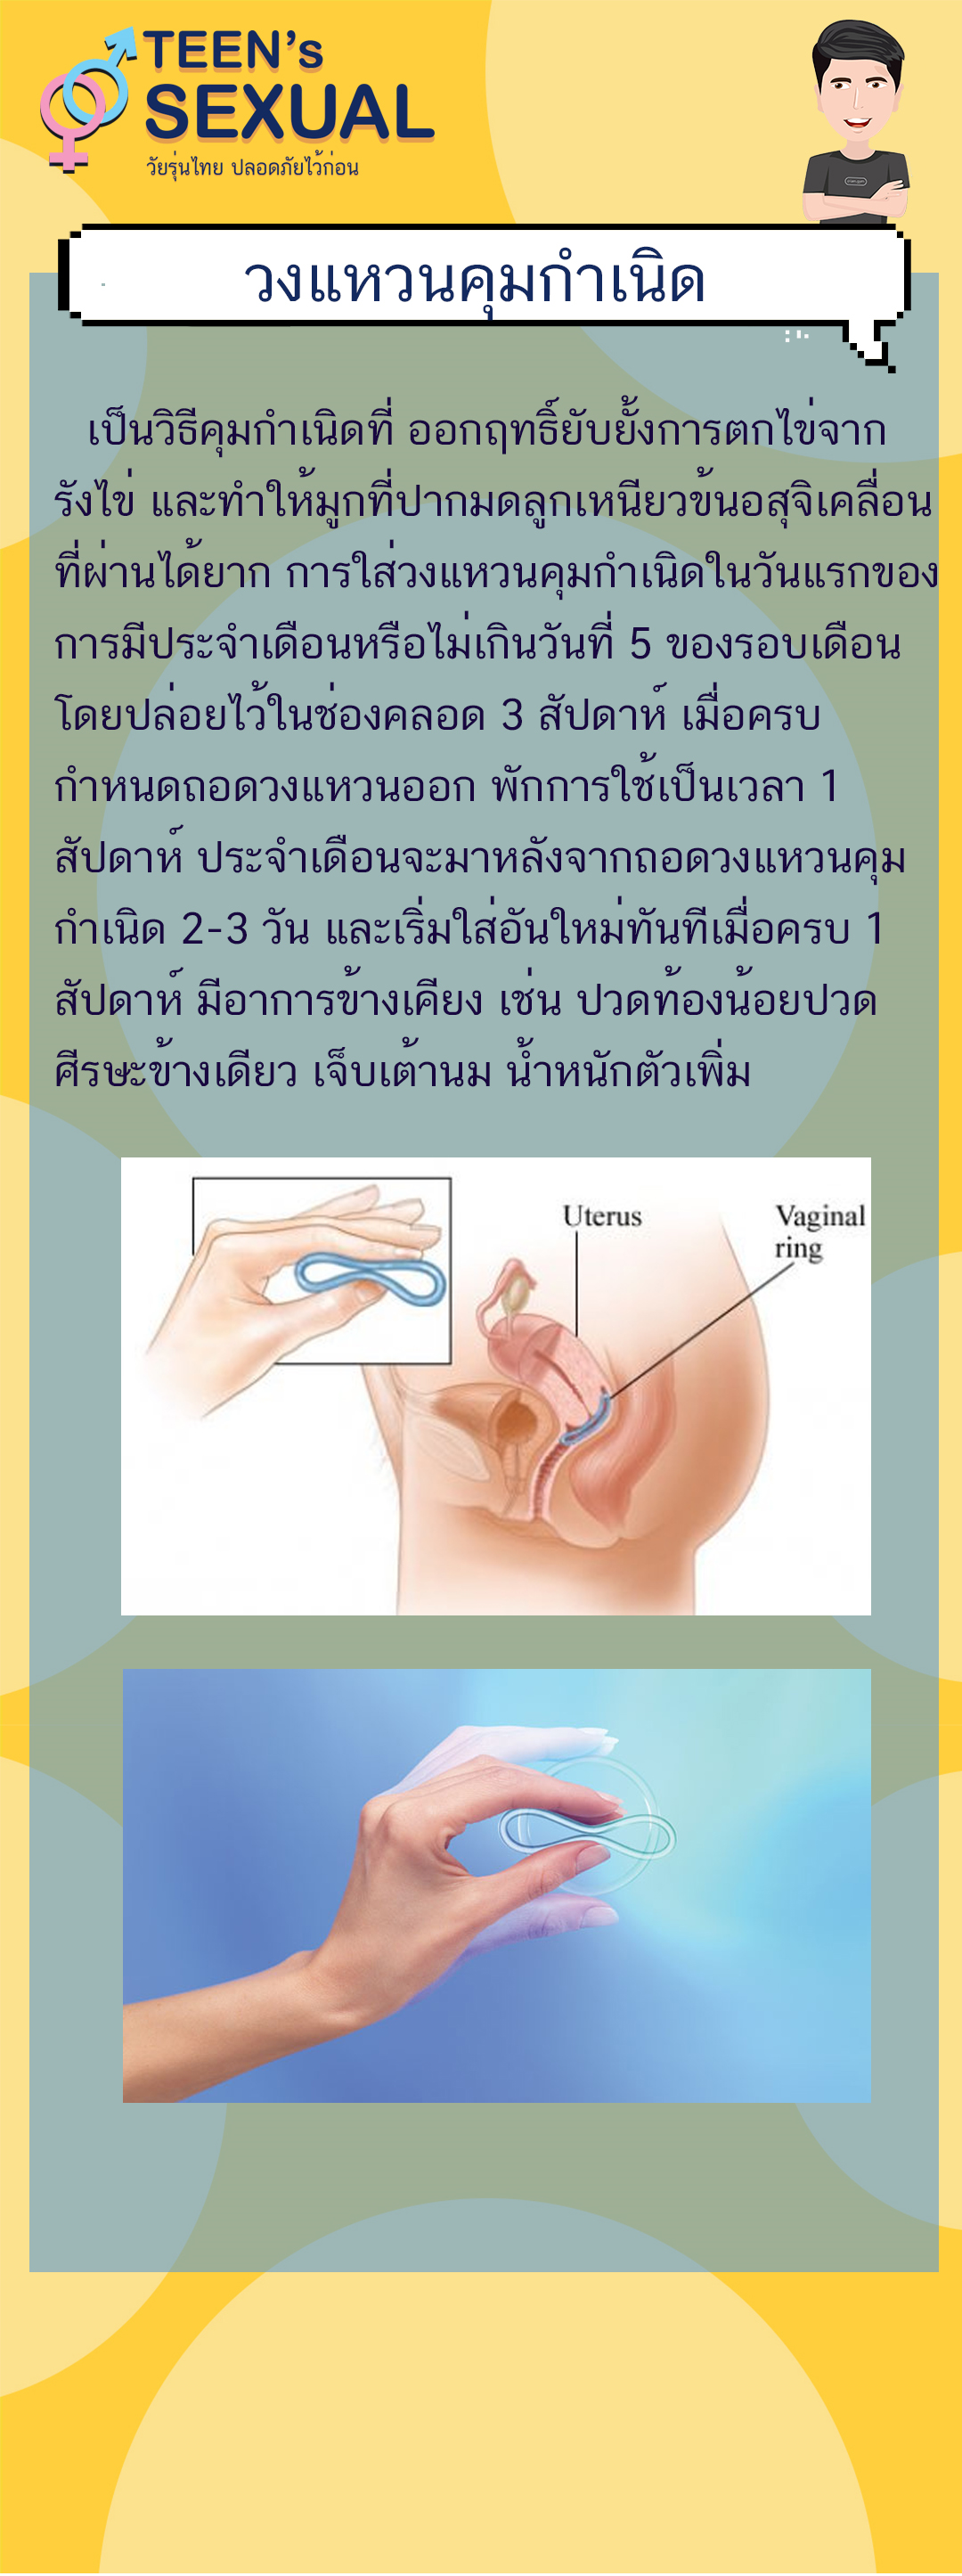 TEEN's
SEXUAL
วัยรุ่นไทย ปลอดภัยไว้ก่อน
วงแหวนคุมกำเนิด
เป็นวิธีคุมกำเนิดที่ ออกฤทธิ์ยับยั้งการตกไข่จาก
รังไข่ และทำให้มูกที่ปากมดลูกเหนียวข้นอสุจิเคลื่อน
ที่ผ่านได้ยาก การใส่วงแหวนคุมกำเนิดในวันแรกของ
การมีประจำเดือนหรือไม่เกินวันที่ 5 ของรอบเดือน
โดยปล่อยไว้ในช่องคลอด 3 สัปดาห์ เมื่อครบ
กำหนดถอดวงแหวนออก พักการใช้เป็นเวลา 1
สัปดาห์ ประจำเดือนจะมาหลังจากถอดวงแหวนคุม
กำเนิด 2-3 วัน และเริ่มใส่อันใหม่ทันทีเมื่อครบ 1
สัปดาห์ มีอาการข้างเคียง เช่น ปวดท้องน้อยปวด
ศีรษะข้างเดียว เจ็บเต้านม น้ำหนักตัวเพิ่ม
Uterus
Vaginal
ring